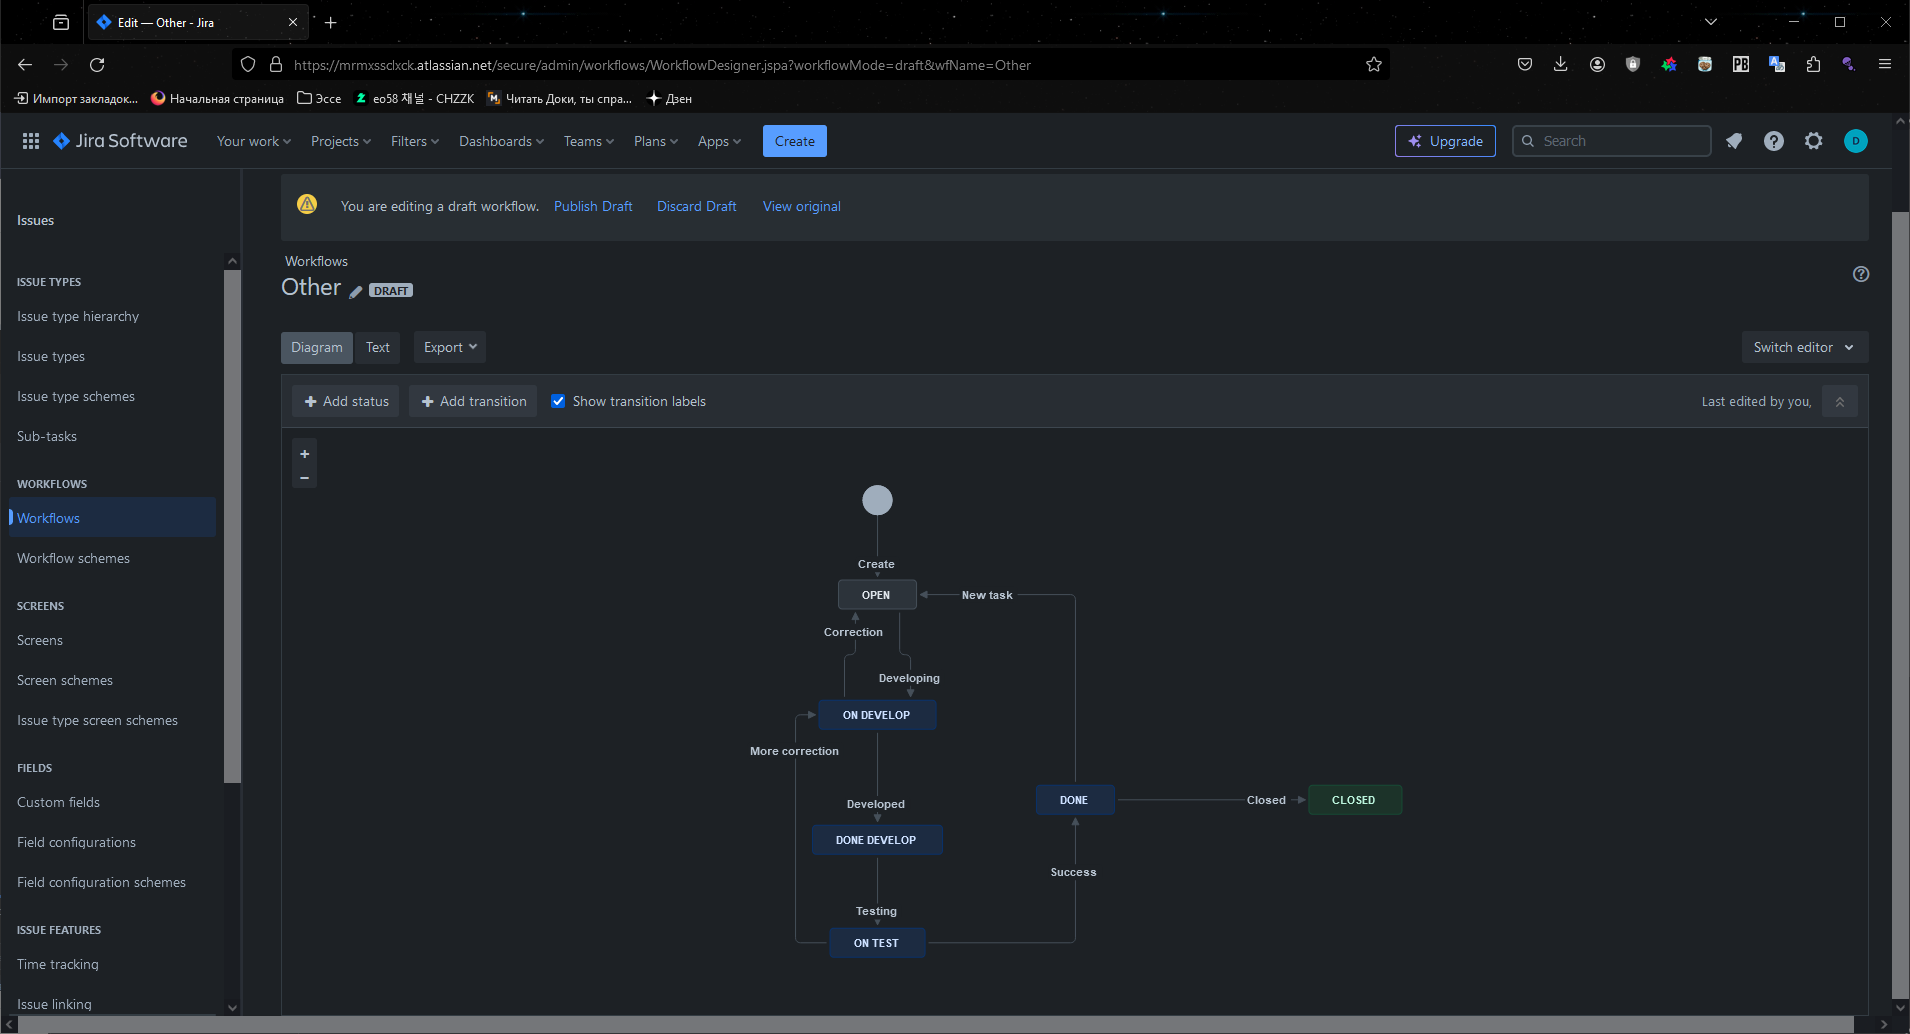 Edit — Other - Jira
https://mrmxssclxck.atlassian.net/secure/admin/workflows/WorkflowDesigner.jspa?workflowMode=draft&wfName=Other
Импорт закладок... Начальная страница Эссе eo58 채널 - CHZZK Читать Доки, ты спра... Дзен
Jira Software Your work Projects Filters Dashboards Teams Plans Apps Create Upgrade Search D
You are editing a draft workflow. Publish Draft Discard Draft View original
Issues
ISSUE TYPES
Issue type hierarchy
Issue types
Issue type schemes
Sub-tasks
WORKFLOWS
Workflows
Workflow schemes
SCREENS
Screens
Screen schemes
Issue type screen schemes
FIELDS
Custom fields
Field configurations
Field configuration schemes
ISSUE FEATURES
Time tracking
Issue linking
Workflows
Other DRAFT
Diagram Text Export Switch editor
Add status Add transition Show transition labels Last edited by you,
Create
OPEN New task
Correction
Developing
ON DEVELOP
More correction
Developed
DONE Closed CLOSED
DONE DEVELOP
Success
Testing
ON TEST